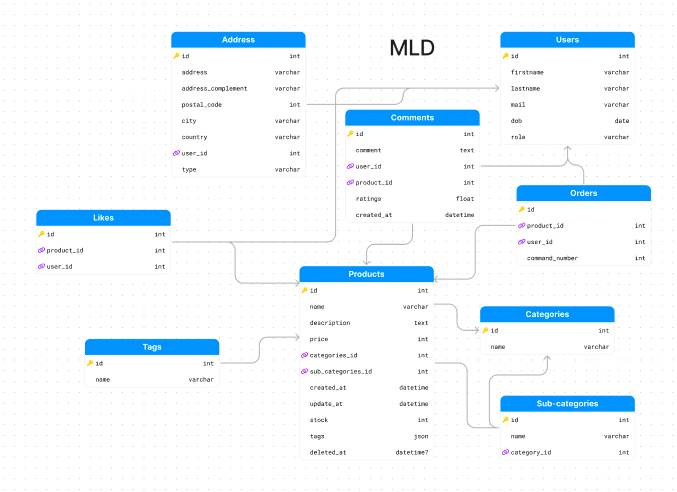 MLD
Address
id int
address varchar
address_complement varchar
postal_code int
city varchar
country varchar
user_id int
type varchar
Users
id int
firstname varchar
lastname varchar
mail varchar
dob date
role varchar
Comments
id int
comment text
user_id int
product_id int
ratings float
created_at datetime
Orders
id
product_id int
user_id int
command_number int
Likes
id int
product_id int
user_id int
Products
id int
name varchar
description text
price int
categories_id int
sub_categories_id int
created_at datetime
update_at datetime
stock int
tags json
deleted_at datetime?
Categories
id int
name varchar
Tags
id int
name varchar
Sub-categories
id int
name varchar
category_id int